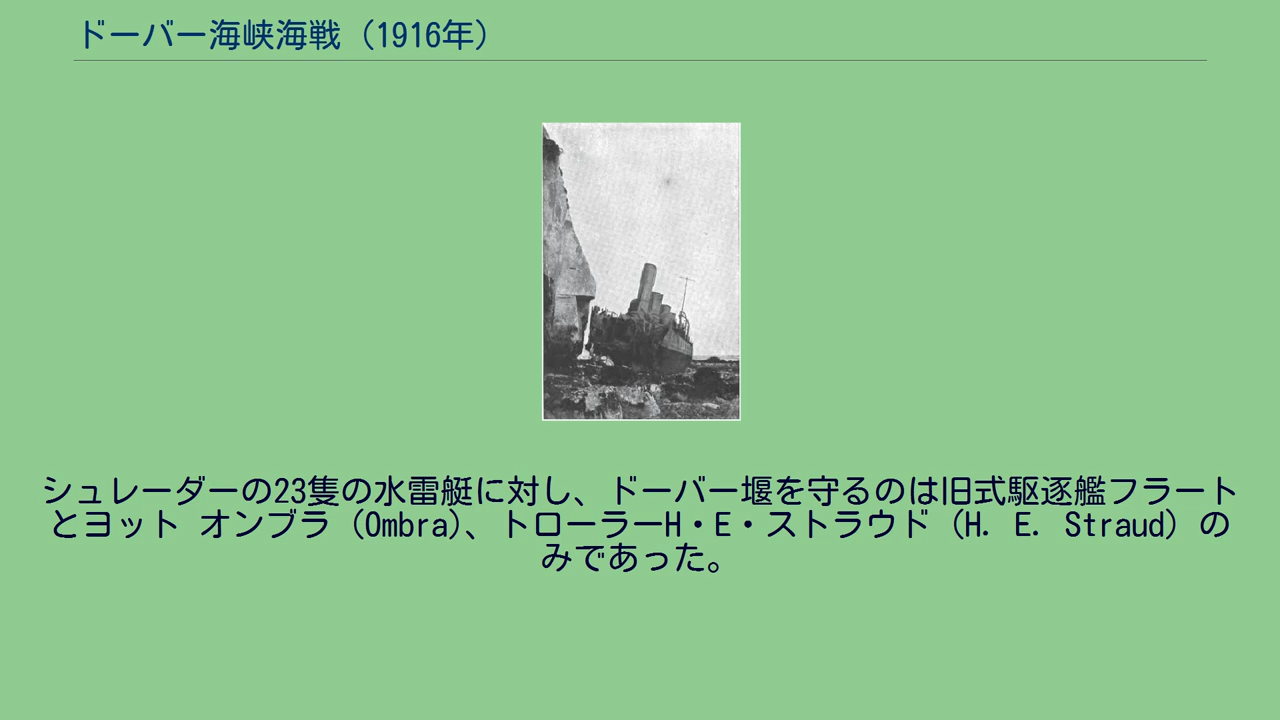 ドーバー海峡海戦（1916年）
シュレーダーの23隻の水雷艇に対し、ドーバー堰を守るのは旧式駆逐艦フラート
とヨット オンブラ（Ombra)、トローラーH・E・ストラウド（H. E. Straud）の
みであった。